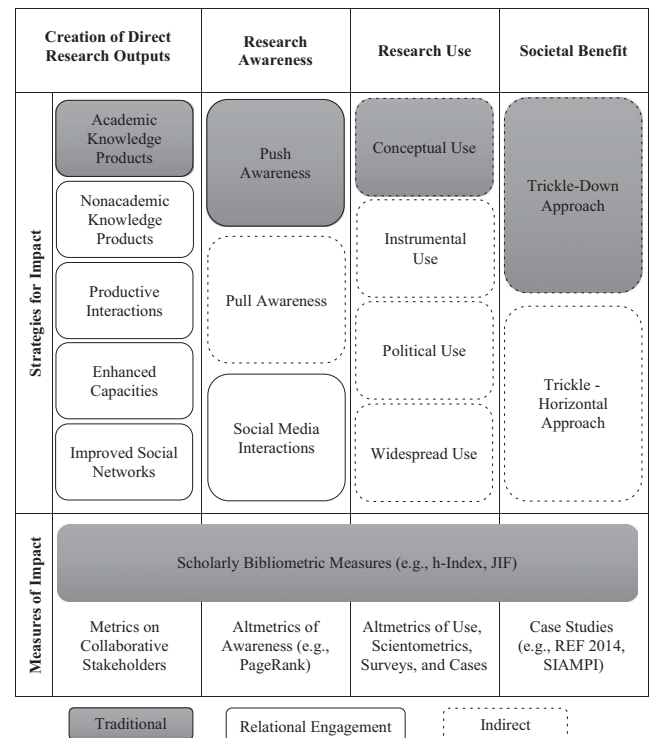 Creation of Direct
Research Outputs
Research
Awareness
Research Use
Societal Benefit
Strategies for Impact
Academic
Knowledge
Products
Nonacademic
Knowledge
Products
Productive
Interactions
Enhanced
Capacities
Improved Social
Networks
Push
Awareness
Pull Awareness
Social Media
Interactions
Conceptual Use
Instrumental
Use
Political Use
Widespread Use
Trickle-Down
Approach
Trickle -
Horizontal
Approach
Measures of Impact
Scholarly Bibliometric Measures (e.g., h-Index, JIF)
Metrics on
Collaborative
Stakeholders
Altmetrics of
Awareness (e.g.,
PageRank)
Altmetrics of Use,
Scientometrics,
Surveys, and Cases
Case Studies
(e.g., REF 2014,
SIAMPI)
Traditional
Relational Engagement
Indirect